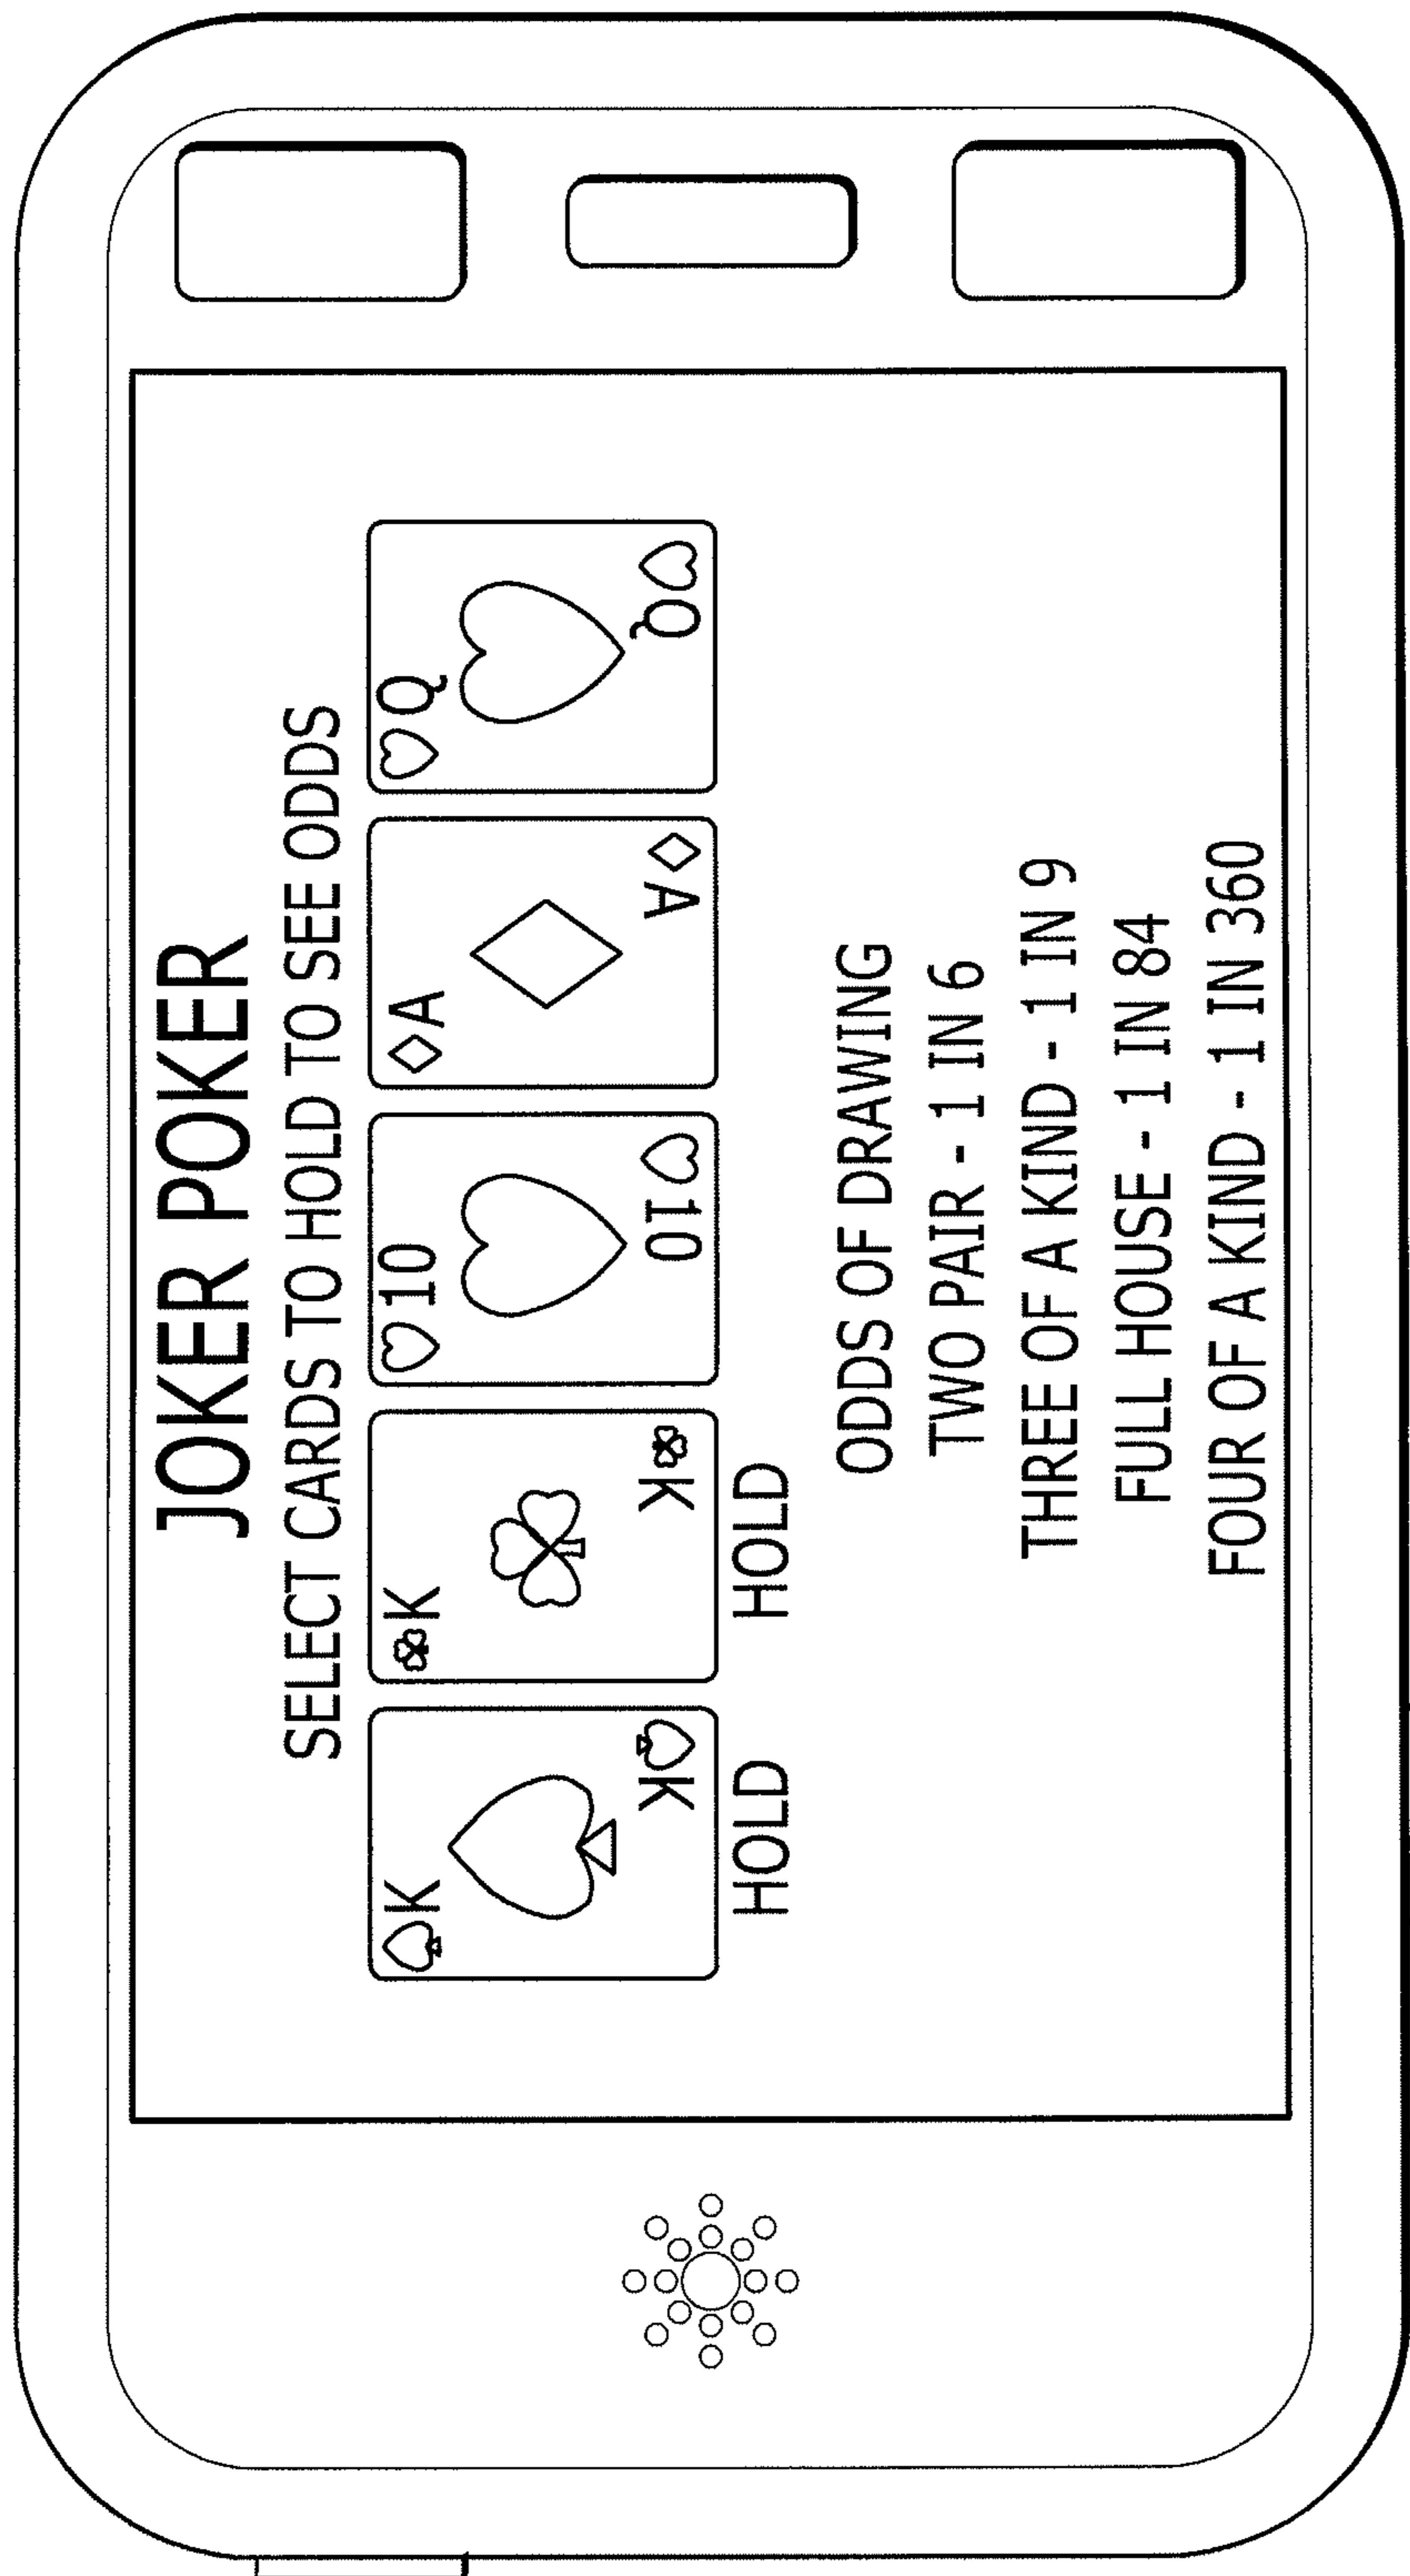 JOKER POKER
SELECT CARDS TO HOLD TO SEE ODDS
K K 10 A Q
K K 10 A Q
HOLD HOLD
ODDS OF DRAWING
TWO PAIR - 1 IN 6
THREE OF A KIND - 1 IN 9
FULL HOUSE - 1 IN 84
FOUR OF A KIND - 1 IN 360